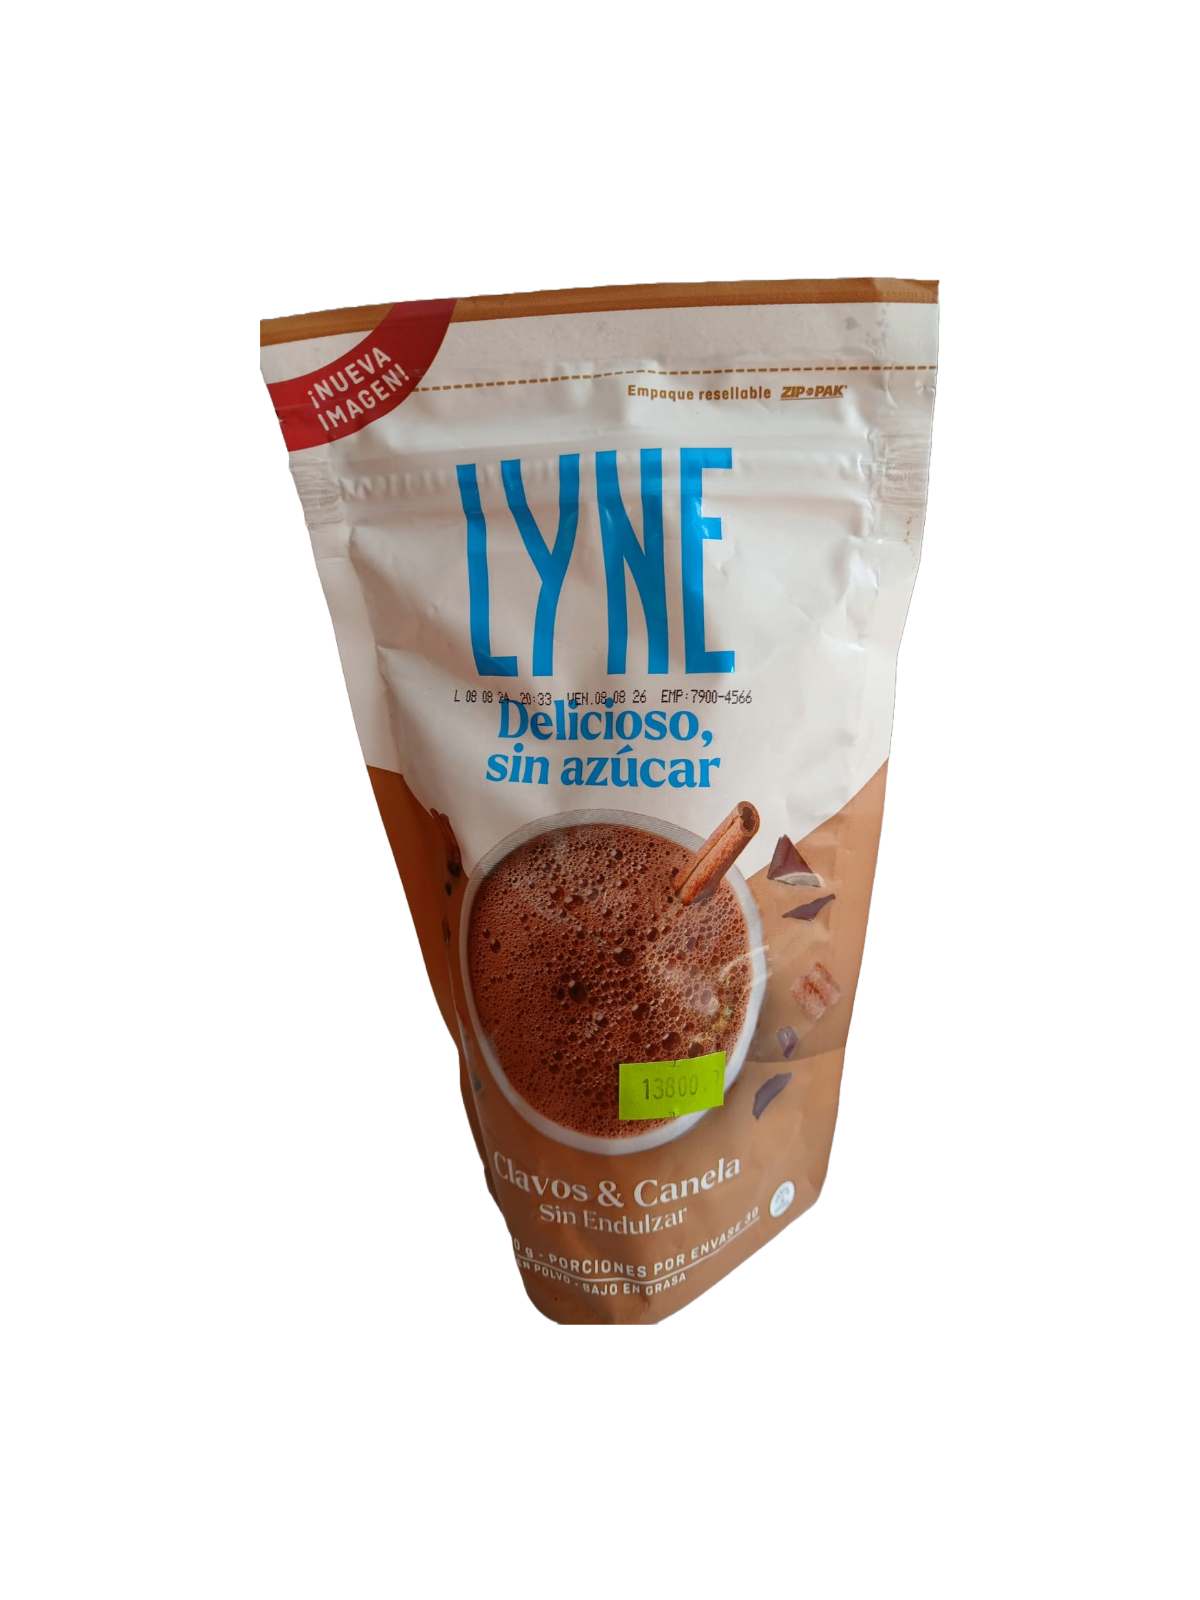 ¡NUEVA
IMAGEN!
Empaque resellable ZIP PAK
LYNE
L 08 08 24 20:33 VEN.08 08 26 EMP:7900-4566
Delicioso,
sin azúcar
13800
Clavos & Canela
Sin Endulzar
0 g - PORCIONES POR ENVASE 30
EN POLVO - BAJO EN GRASA